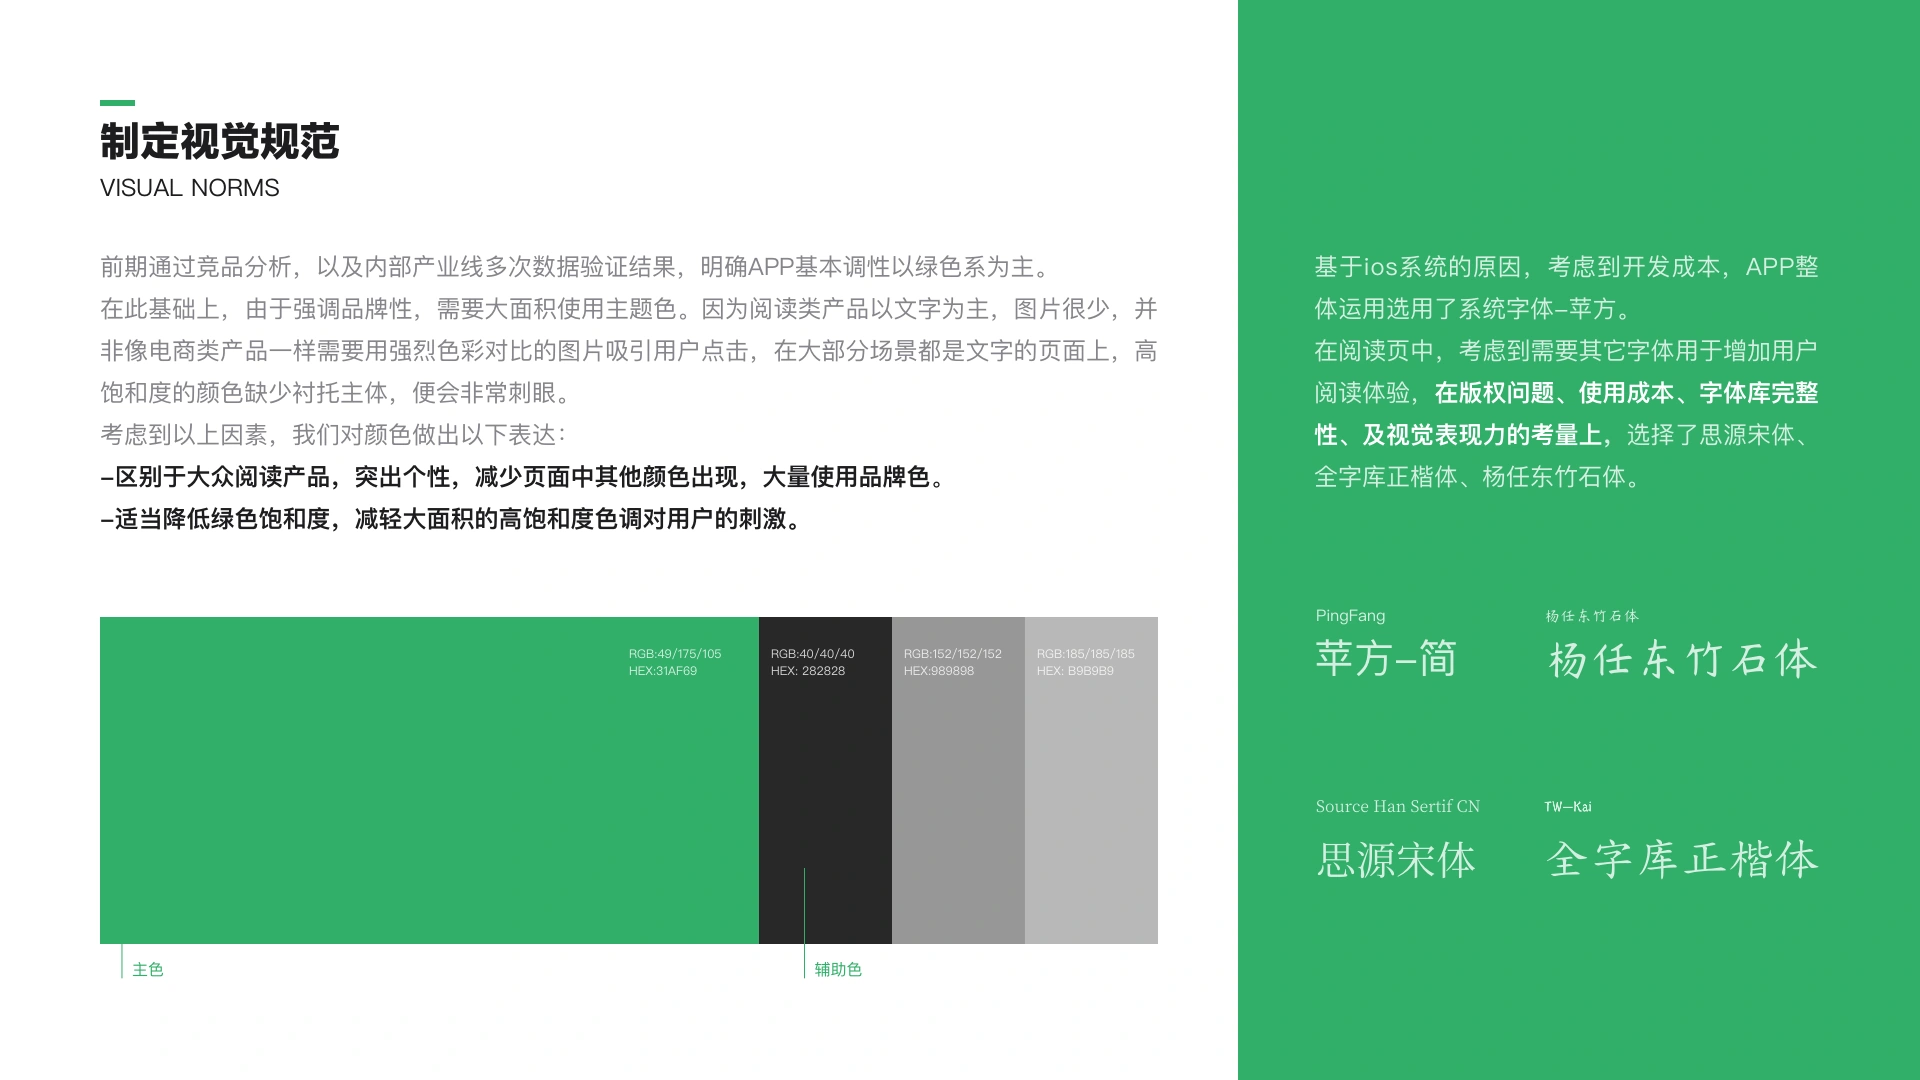 制定视觉规范
VISUAL NORMS
前期通过竞品分析，以及内部产业线多次数据验证结果，明确APP基本调性以绿色系为主。
在此基础上，由于强调品牌性，需要大面积使用主题色。因为阅读类产品以文字为主，图片很少，并
非像电商类产品一样需要用强烈色彩对比的图片吸引用户点击，在大部分场景都是文字的页面上，高
饱和度的颜色缺少衬托主体，便会非常刺眼。
考虑到以上因素，我们对颜色做出以下表达：
–区别于大众阅读产品，突出个性，减少页面中其他颜色出现，大量使用品牌色。
–适当降低绿色饱和度，减轻大面积的高饱和度色调对用户的刺激。
RGB:49/175/105
HEX:31AF69
RGB:40/40/40
HEX: 282828
RGB:152/152/152
HEX:989898
RGB:185/185/185
HEX: B9B9B9
主色
辅助色
基于ios系统的原因，考虑到开发成本，APP整
体运用选用了系统字体–苹方。
在阅读页中，考虑到需要其它字体用于增加用户
阅读体验，在版权问题、使用成本、字体库完整
性、及视觉表现力的考量上，选择了思源宋体、
全字库正楷体、杨任东竹石体。
PingFang
苹方–简
杨任东竹石体
杨任东竹石体
Source Han Sertif CN
思源宋体
TW–Kai
全字库正楷体